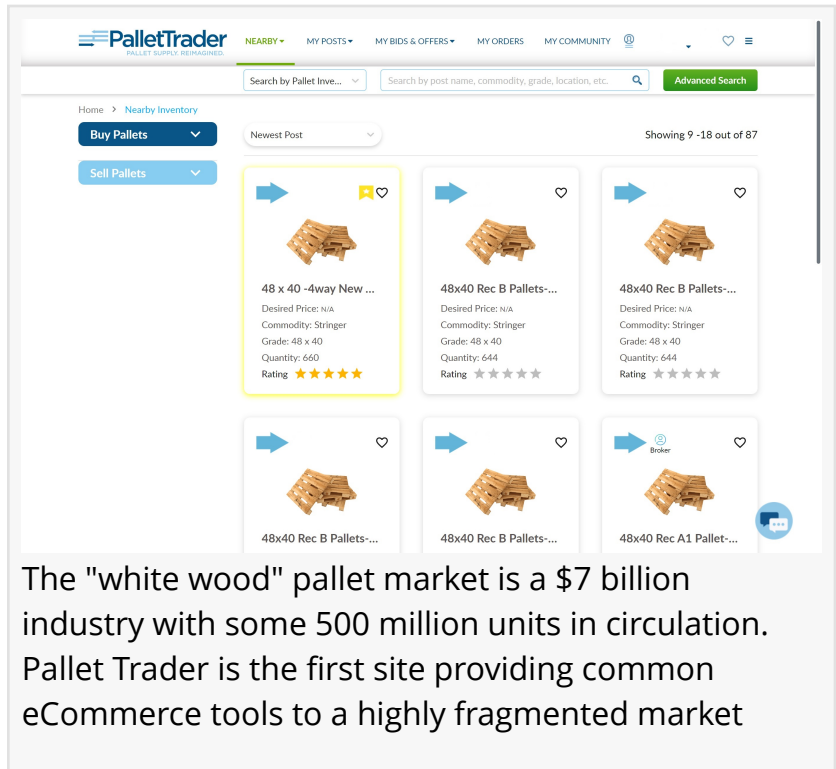 PalletTrader
PALLET SUPPLY. REIMAGINED.
NEARBY MY POSTS MY BIDS & OFFERS MY ORDERS MY COMMUNITY
Search by Pallet Inve... Search by post name, commodity, grade, location, etc. Advanced Search
Home > Nearby Inventory
Buy Pallets
Sell Pallets
Newest Post
Showing 9 -18 out of 87
48 x 40 -4way New ...
Desired Price: N/A
Commodity: Stringer
Grade: 48 x 40
Quantity: 660
Rating
48x40 Rec B Pallets-...
Desired Price: N/A
Commodity: Stringer
Grade: 48 x 40
Quantity: 644
Rating
48x40 Rec B Pallets-...
Desired Price: N/A
Commodity: Stringer
Grade: 48 x 40
Quantity: 644
Rating
48x40 Rec B Pallets-...
48x40 Rec B Pallets-...
Broker
48x40 Rec A1 Pallet-...
The "white wood" pallet market is a $7 billion
industry with some 500 million units in circulation.
Pallet Trader is the first site providing common
eCommerce tools to a highly fragmented market